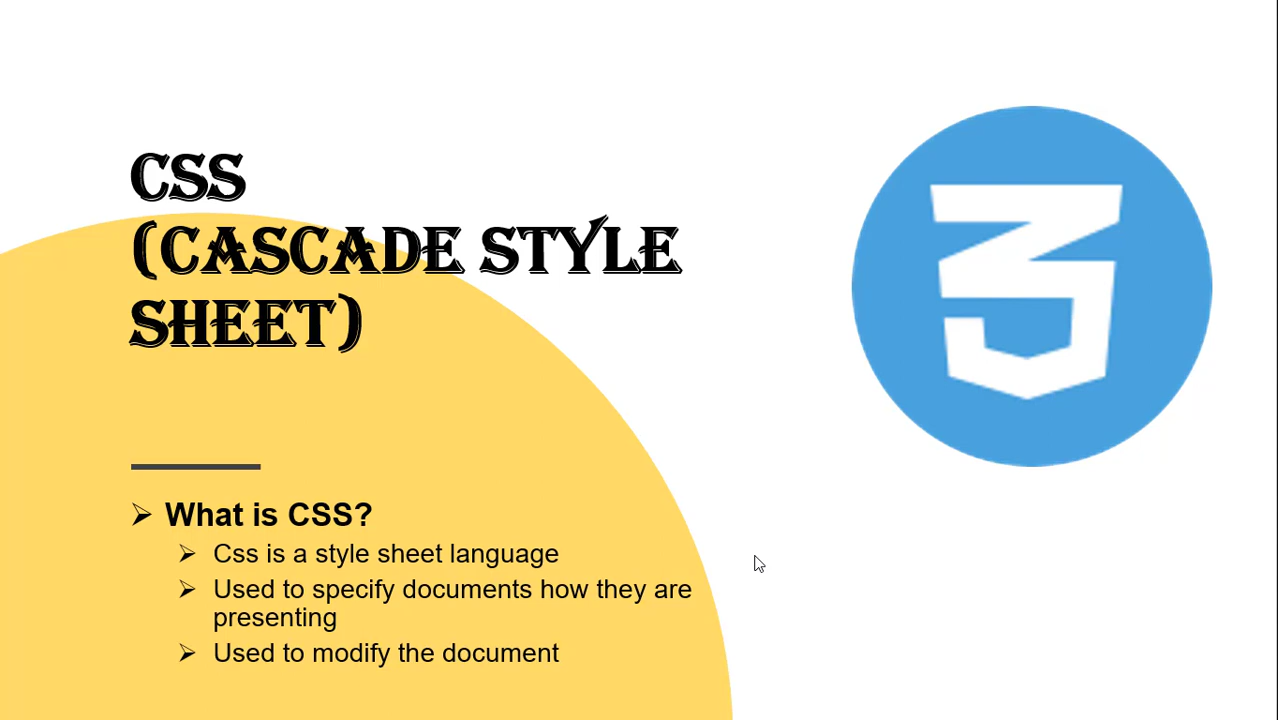 CSS
(CASCADE STYLE
SHEET)
➢ What is CSS?
➢ Css is a style sheet language
➢ Used to specify documents how they are
presenting
➢ Used to modify the document